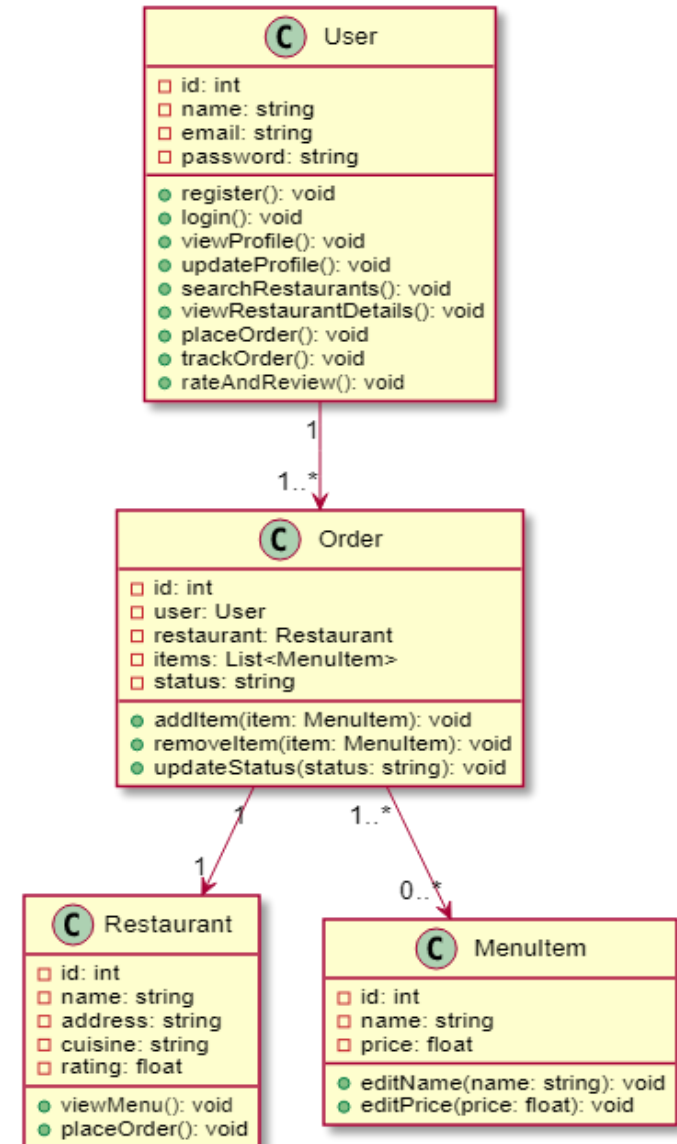 C User
id: int
name: string
email: string
password: string
register(): void
login(): void
viewProfile(): void
updateProfile(): void
searchRestaurants(): void
viewRestaurantDetails(): void
placeOrder(): void
trackOrder(): void
rateAndReview(): void
1
1..*
C Order
id: int
user: User
restaurant: Restaurant
items: List<MenuItem>
status: string
addItem(item: MenuItem): void
removeItem(item: MenuItem): void
updateStatus(status: string): void
1 1..*
1 0..*
C Restaurant
id: int
name: string
address: string
cuisine: string
rating: float
viewMenu(): void
placeOrder(): void
C MenuItem
id: int
name: string
price: float
editName(name: string): void
editPrice(price: float): void